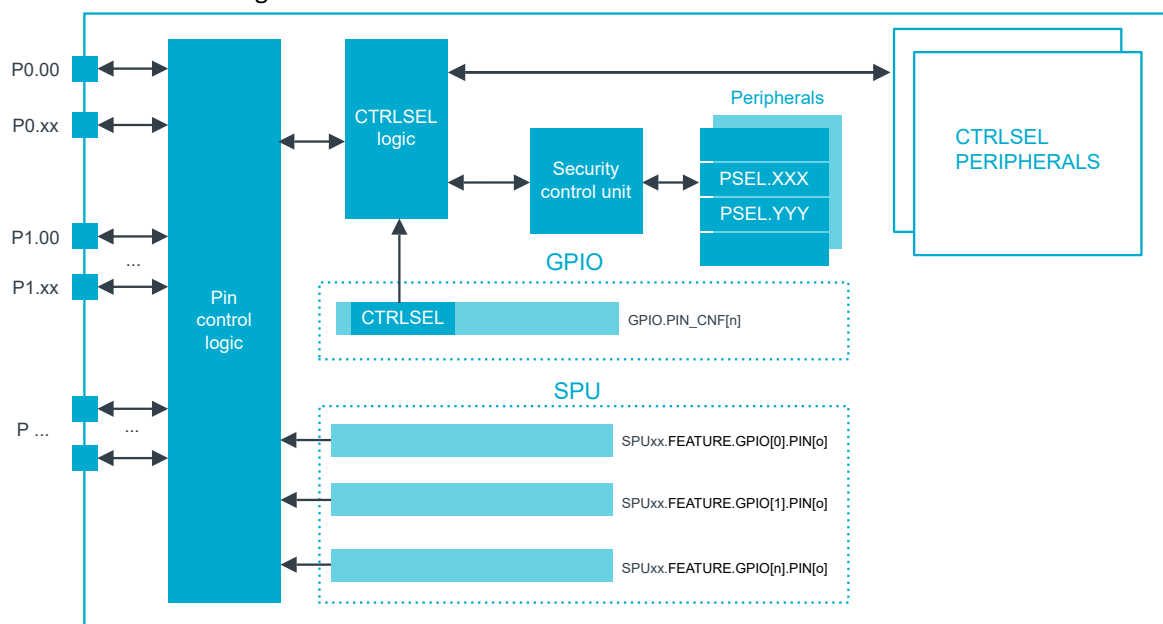 P0.00
P0.xx
P1.00
...
P1.xx
P ...
...
Pin
control
logic
CTRLSEL
logic
Security
control unit
Peripherals
PSEL.XXX
PSEL.YYY
CTRLSEL
PERIPHERALS
GPIO
CTRLSEL
GPIO.PIN_CNF[n]
SPU
SPUxx.FEATURE.GPIO[0].PIN[o]
SPUxx.FEATURE.GPIO[1].PIN[o]
SPUxx.FEATURE.GPIO[n].PIN[o]